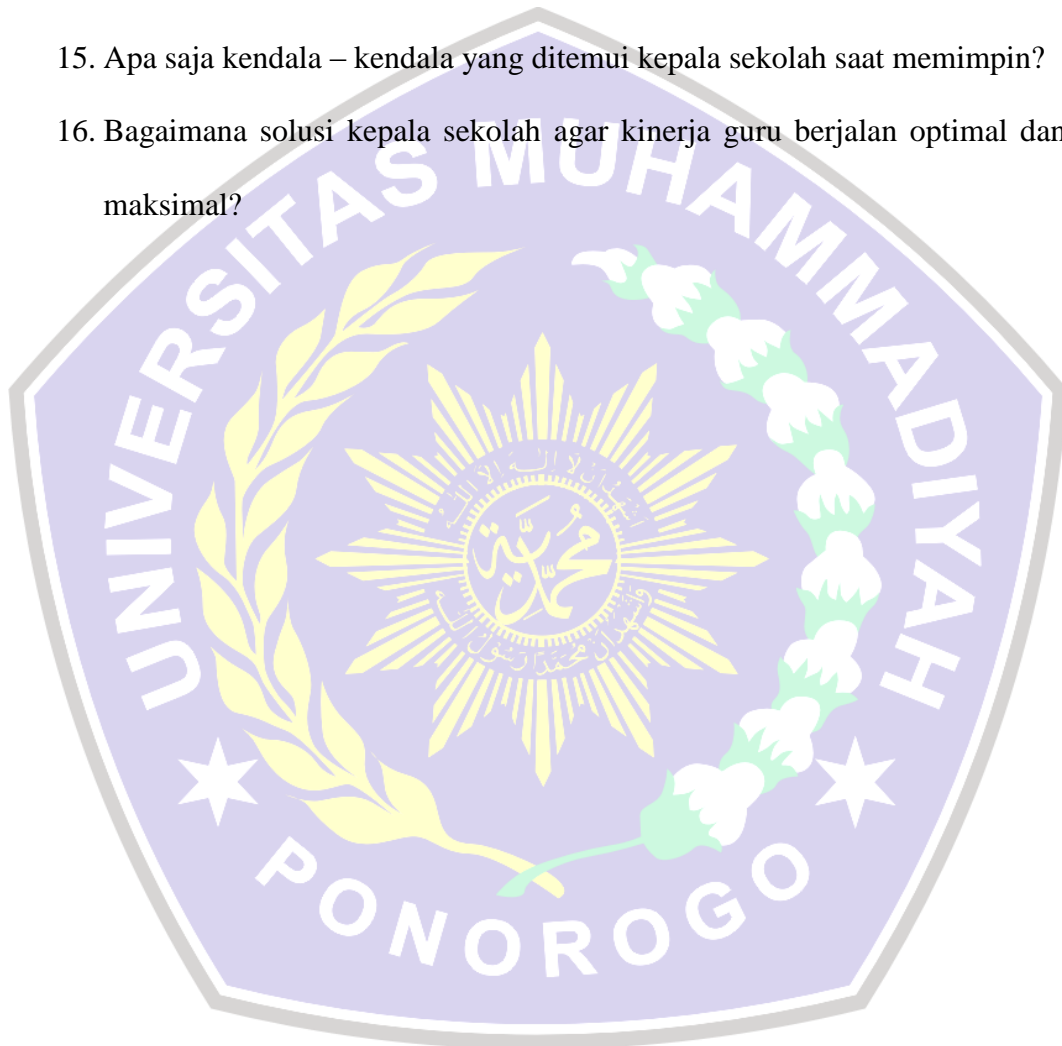 15. Apa saja kendala – kendala yang ditemui kepala sekolah saat memimpin?
16. Bagaimana solusi kepala sekolah agar kinerja guru berjalan optimal dan
maksimal?
UNIVERSITAS MUHAMMADIYAH
محمدية
PONOROGO